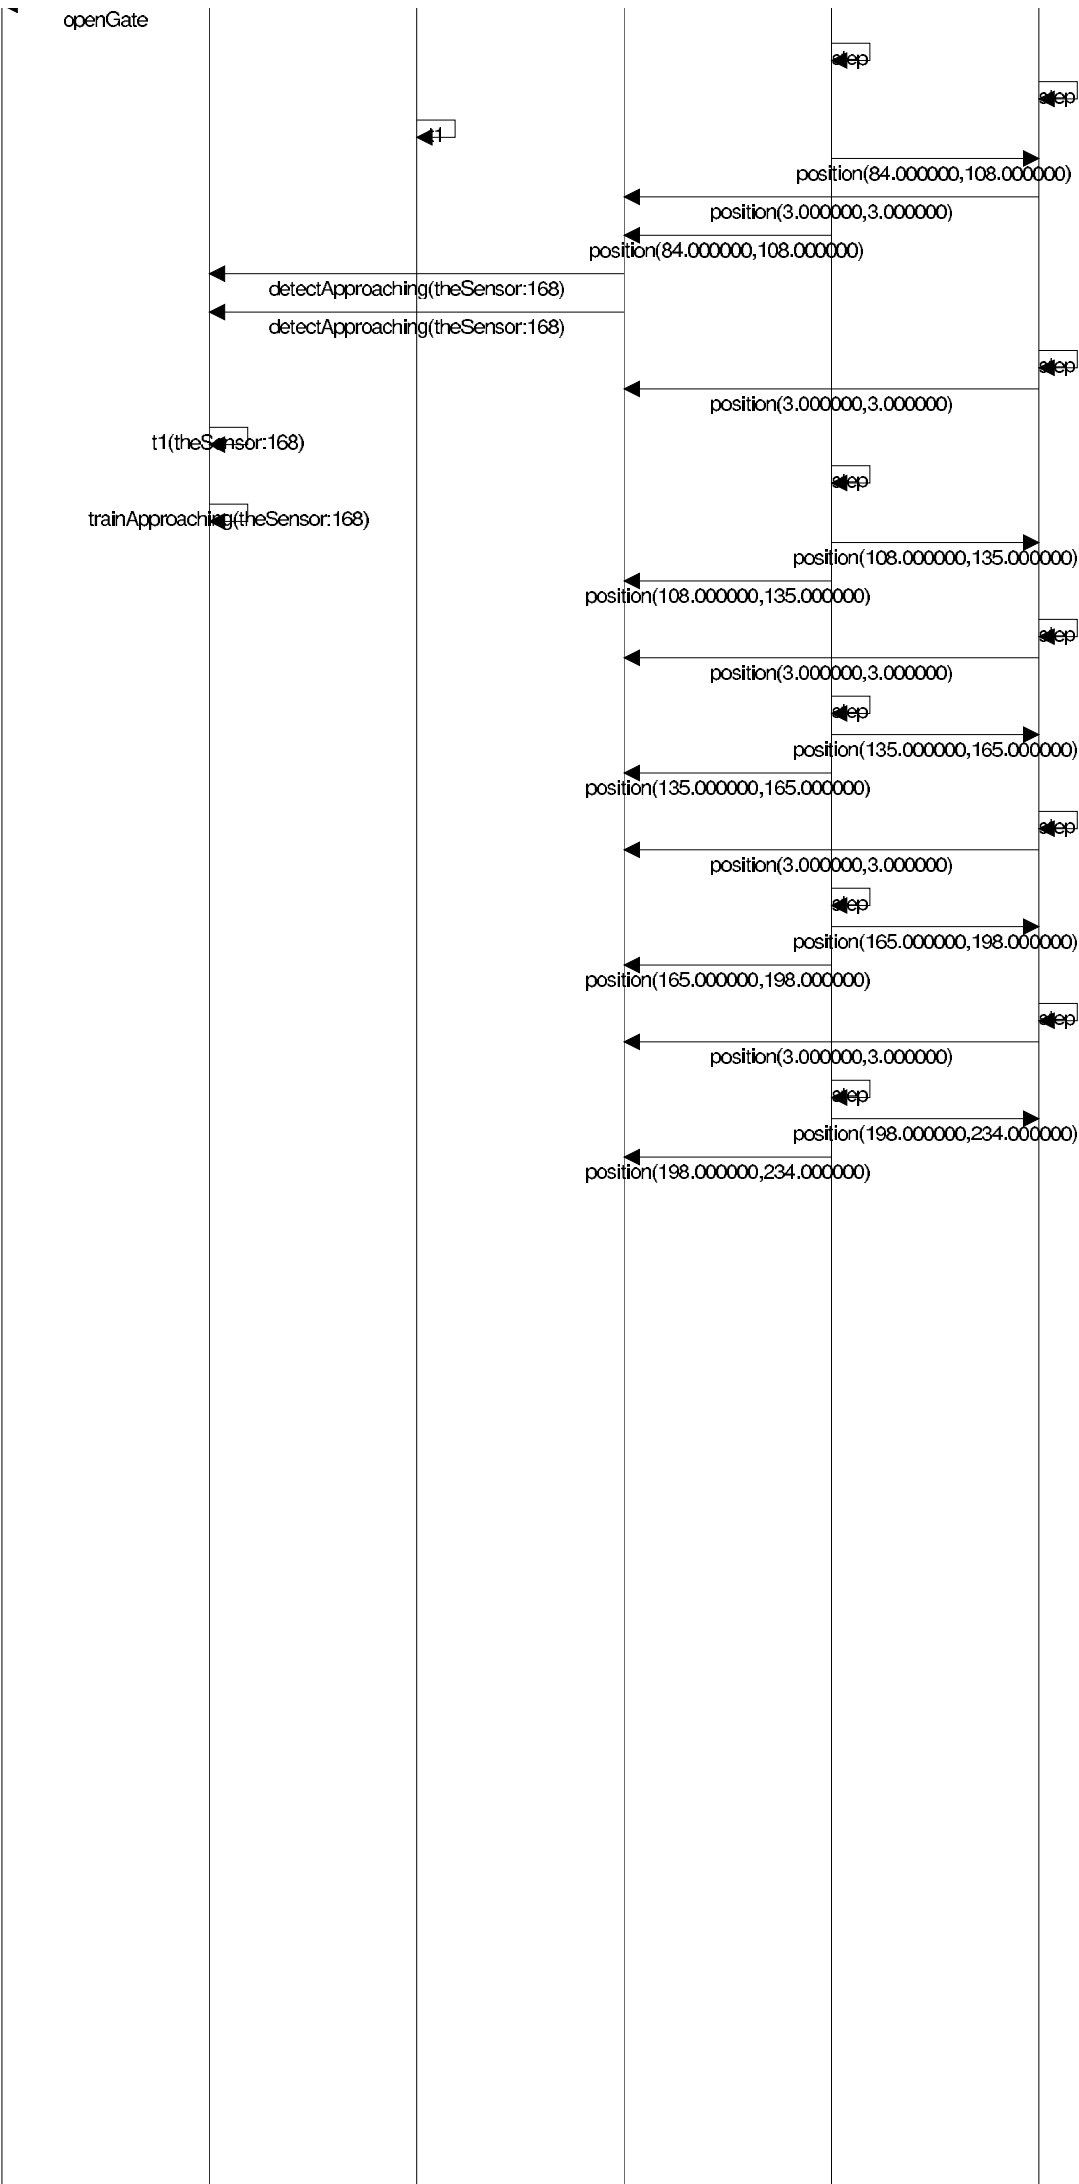 openGate
step
step
t1
position(84.000000,108.000000)
position(3.000000,3.000000)
position(84.000000,108.000000)
detectApproaching(theSensor:168)
detectApproaching(theSensor:168)
step
position(3.000000,3.000000)
t1(theSensor:168)
step
trainApproaching(theSensor:168)
position(108.000000,135.000000)
position(108.000000,135.000000)
step
position(3.000000,3.000000)
step
position(135.000000,165.000000)
position(135.000000,165.000000)
step
position(3.000000,3.000000)
step
position(165.000000,198.000000)
position(165.000000,198.000000)
step
position(3.000000,3.000000)
step
position(198.000000,234.000000)
position(198.000000,234.000000)